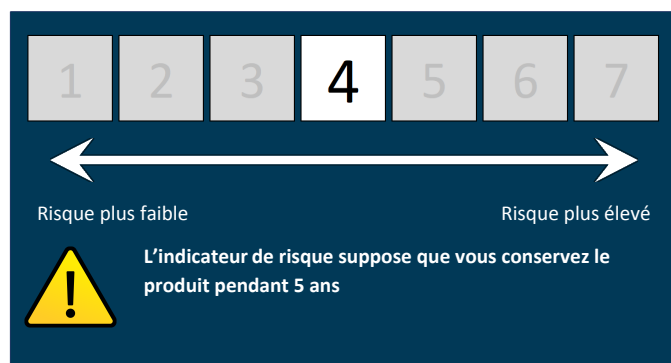 1 2 3 4 5 6 7
Risque plus faible Risque plus élevé
L’indicateur de risque suppose que vous conservez le
produit pendant 5 ans